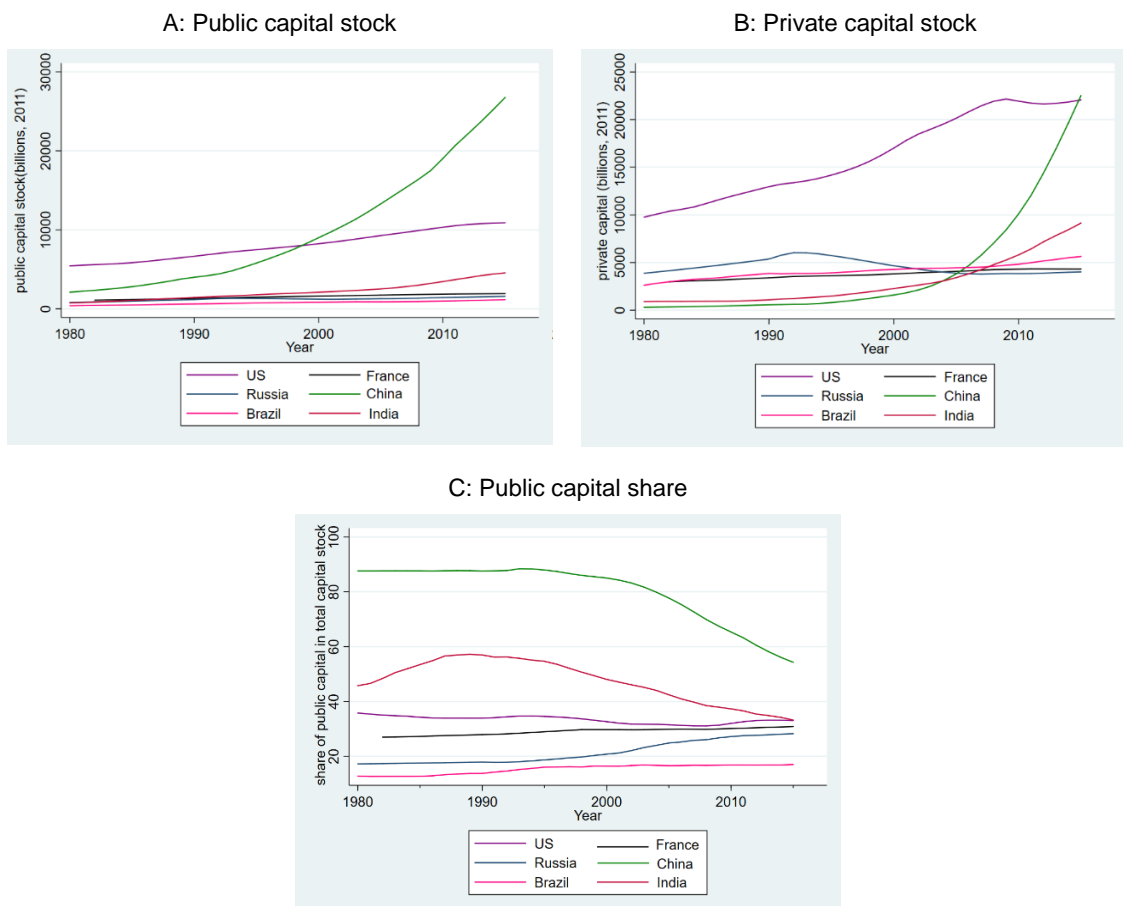 A: Public capital stock
public capital stock(billions, 2011)
30000
20000
10000
0
1980
1990
2000
2010
Year
US
France
Russia
China
Brazil
India
B: Private capital stock
private capital (billions, 2011)
25000
20000
15000
10000
5000
0
1980
1990
2000
2010
Year
US
France
Russia
China
Brazil
India
C: Public capital share
share of public capital in total capital stock
100
80
60
40
20
1980
1990
2000
2010
Year
US
France
Russia
China
Brazil
India